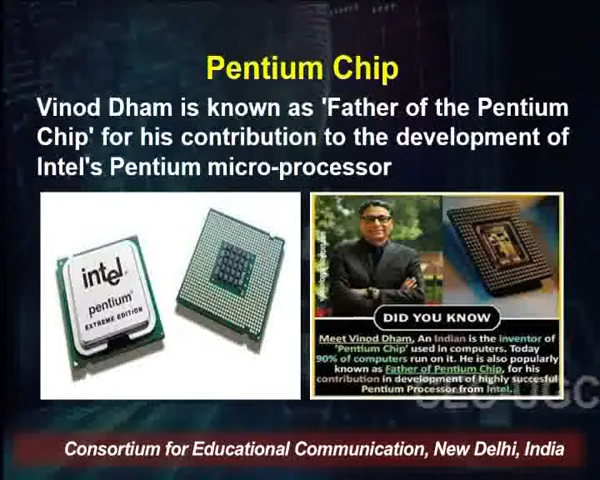 Pentium Chip
Vinod Dham is known as 'Father of the Pentium
Chip' for his contribution to the development of
Intel's Pentium micro-processor
intel
pentium
EXTREME EDITION
DID YOU KNOW
Meet Vinod Dham, An Indian is the inventor of
'Pentium Chip' used in computers. Today
90% of computers run on it. He is also popularly
known as Father of Pentium Chip, for his
contribution in development of highly succesful
Pentium Processor from Intel.
CEC-UGC
Consortium for Educational Communication, New Delhi, India